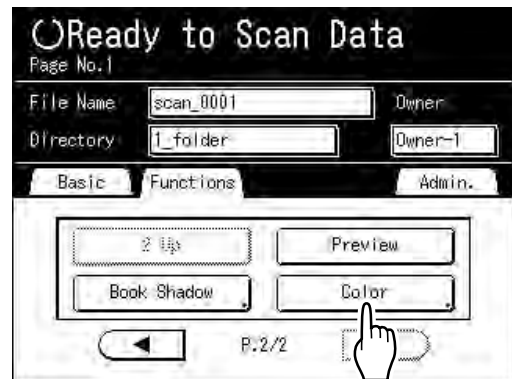 Ready to Scan Data
Page No.1
File Name scan_0001 Owner
Directory 1_folder Owner-1
Basic Functions Admin.
2 Up Preview
Book Shadow Color
P.2/2